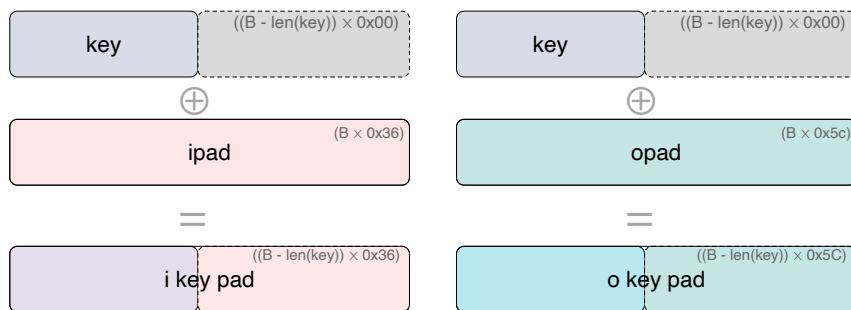 key ((B - len(key)) × 0x00)
⊕
ipad (B × 0x36)
=
i key pad ((B - len(key)) × 0x36)
key ((B - len(key)) × 0x00)
⊕
opad (B × 0x5c)
=
o key pad ((B - len(key)) × 0x5C)